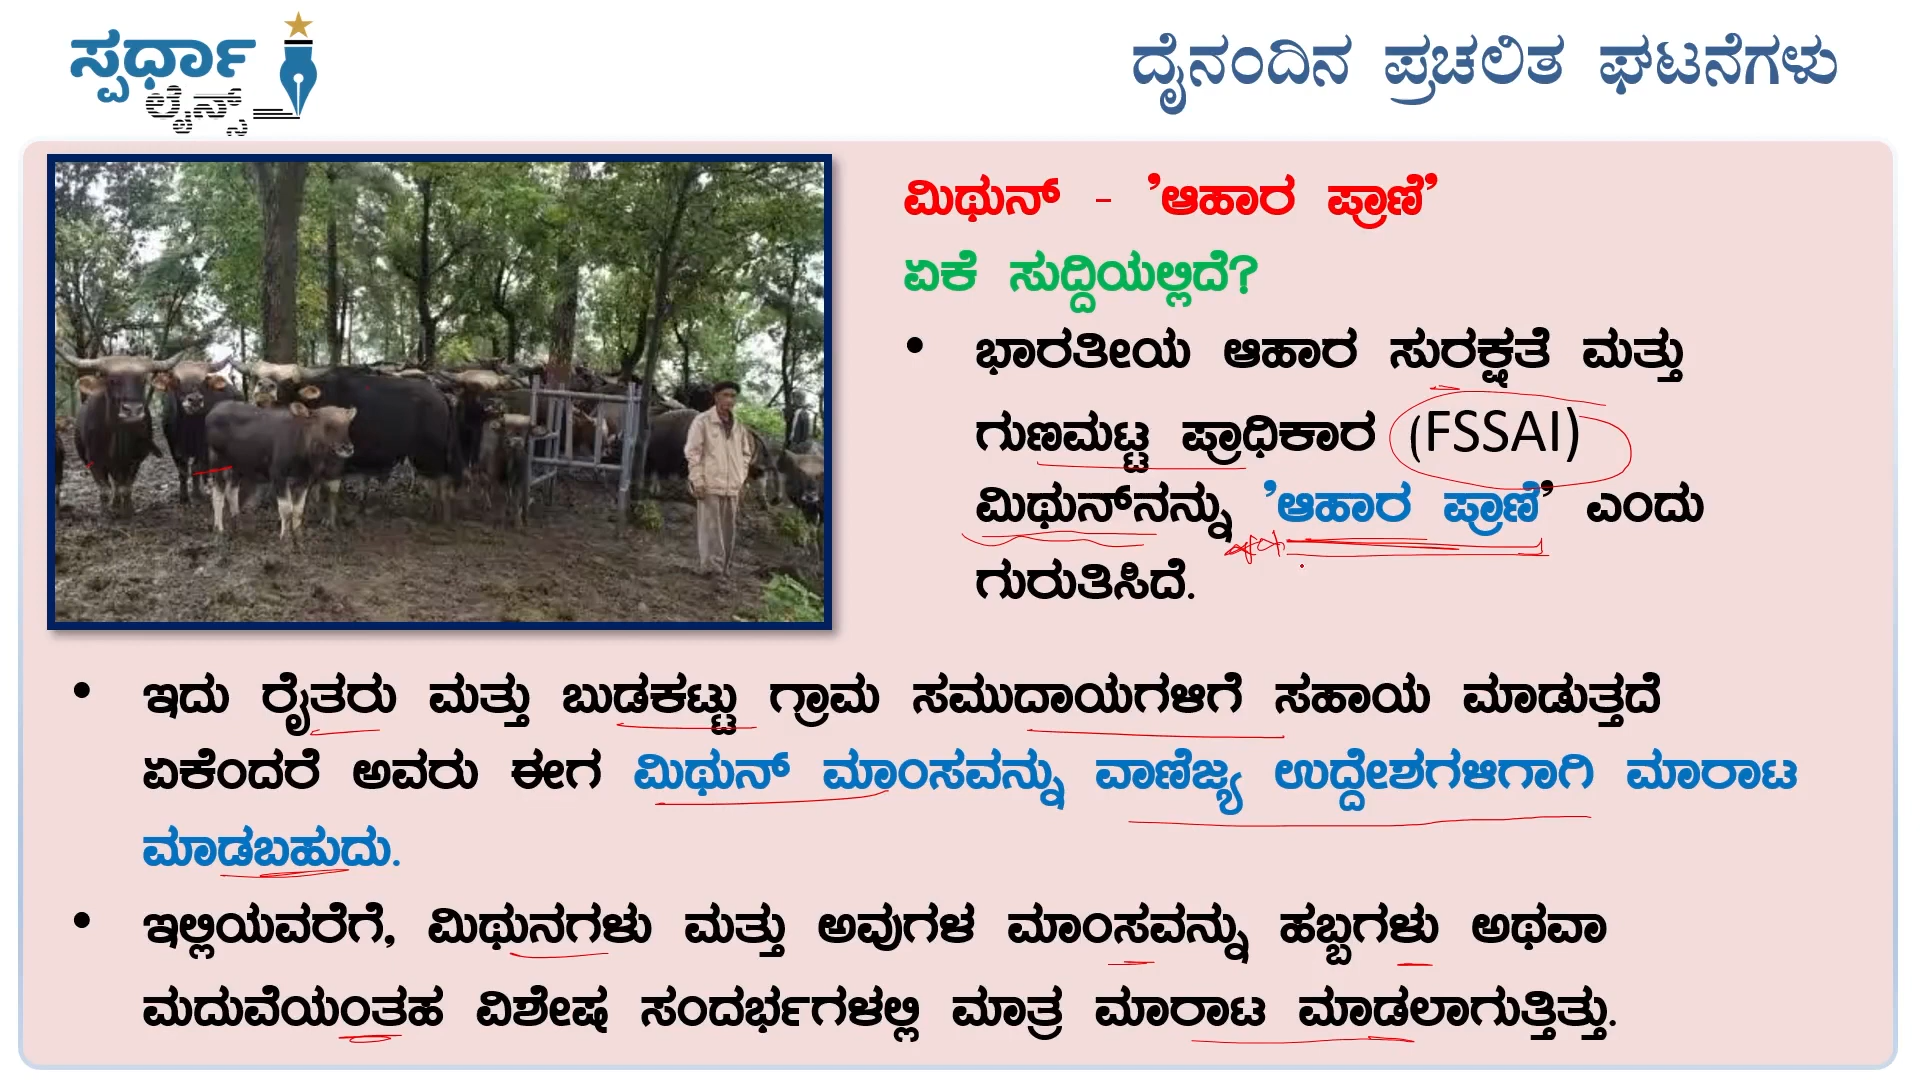 ಸ್ಪರ್ಧಾ
ಲೈನ್ಸ್
ದೈನಂದಿನ ಪ್ರಚಲಿತ ಘಟನೆಗಳು
ಮಿಥುನ್ - 'ಆಹಾರ ಪ್ರಾಣಿ'
ಏಕೆ ಸುದ್ದಿಯಲ್ಲಿದೆ?
• ಭಾರತೀಯ ಆಹಾರ ಸುರಕ್ಷತೆ ಮತ್ತು
ಗುಣಮಟ್ಟ ಪ್ರಾಧಿಕಾರ (FSSAI)
ಮಿಥುನ್‌ನನ್ನು 'ಆಹಾರ ಪ್ರಾಣಿ' ಎಂದು
ಗುರುತಿಸಿದೆ.
• ಇದು ರೈತರು ಮತ್ತು ಬುಡಕಟ್ಟು ಗ್ರಾಮ ಸಮುದಾಯಗಳಿಗೆ ಸಹಾಯ ಮಾಡುತ್ತದೆ
ಏಕೆಂದರೆ ಅವರು ಈಗ ಮಿಥುನ್ ಮಾಂಸವನ್ನು ವಾಣಿಜ್ಯ ಉದ್ದೇಶಗಳಿಗಾಗಿ ಮಾರಾಟ
ಮಾಡಬಹುದು.
• ಇಲ್ಲಿಯವರೆಗೆ, ಮಿಥುನಗಳು ಮತ್ತು ಅವುಗಳ ಮಾಂಸವನ್ನು ಹಬ್ಬಗಳು ಅಥವಾ
ಮದುವೆಯಂತಹ ವಿಶೇಷ ಸಂದರ್ಭಗಳಲ್ಲಿ ಮಾತ್ರ ಮಾರಾಟ ಮಾಡಲಾಗುತ್ತಿತ್ತು.